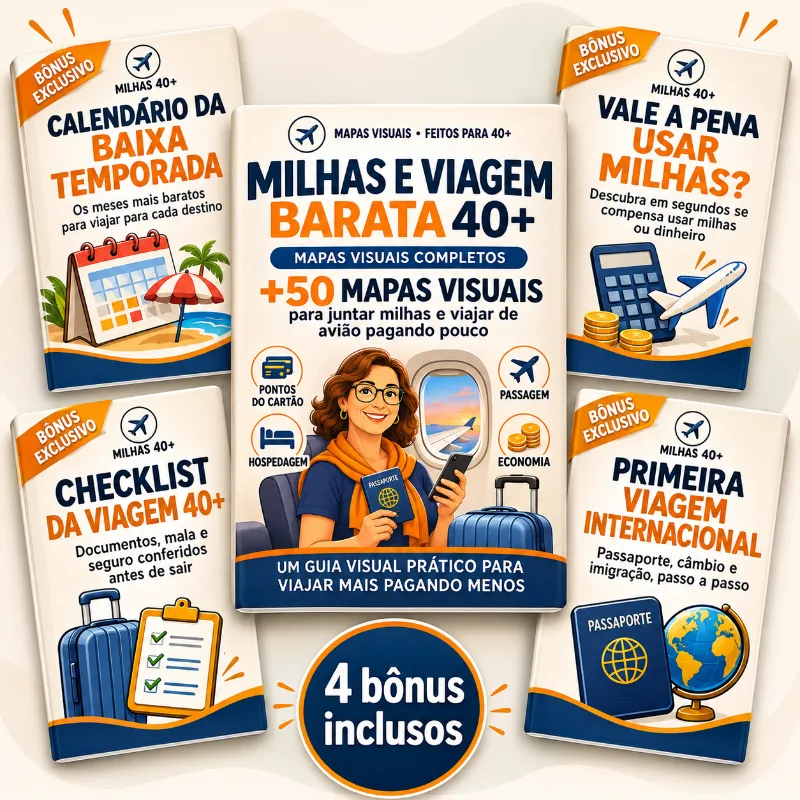 BÔNUS
EXCLUSIVO
MILHAS 40+
CALENDÁRIO DA
BAIXA
TEMPORADA
Os meses mais baratos
para viajar para cada destino
BÔNUS
EXCLUSIVO
MILHAS 40+
VALE A PENA
USAR
MILHAS?
Descubra em segundos se
compensa usar milhas
ou dinheiro
MAPAS VISUAIS • FEITOS PARA 40+
MILHAS E VIAGEM
BARATA 40+
MAPAS VISUAIS COMPLETOS
+50 MAPAS VISUAIS
para juntar milhas e viajar de
avião pagando pouco
PONTOS
DO CARTÃO
HOSPEDAGEM
PASSAGEM
ECONOMIA
PASSAPORTE
UM GUIA VISUAL PRÁTICO PARA
VIAJAR MAIS PAGANDO MENOS
BÔNUS
EXCLUSIVO
MILHAS 40+
CHECKLIST
DA VIAGEM 40+
Documentos, mala e
seguro conferidos
antes de sair
BÔNUS
EXCLUSIVO
MILHAS 40+
PRIMEIRA
VIAGEM
INTERNACIONAL
Passaporte, câmbio e
imigração, passo a passo
PASSAPORTE
4 bônus
inclusos